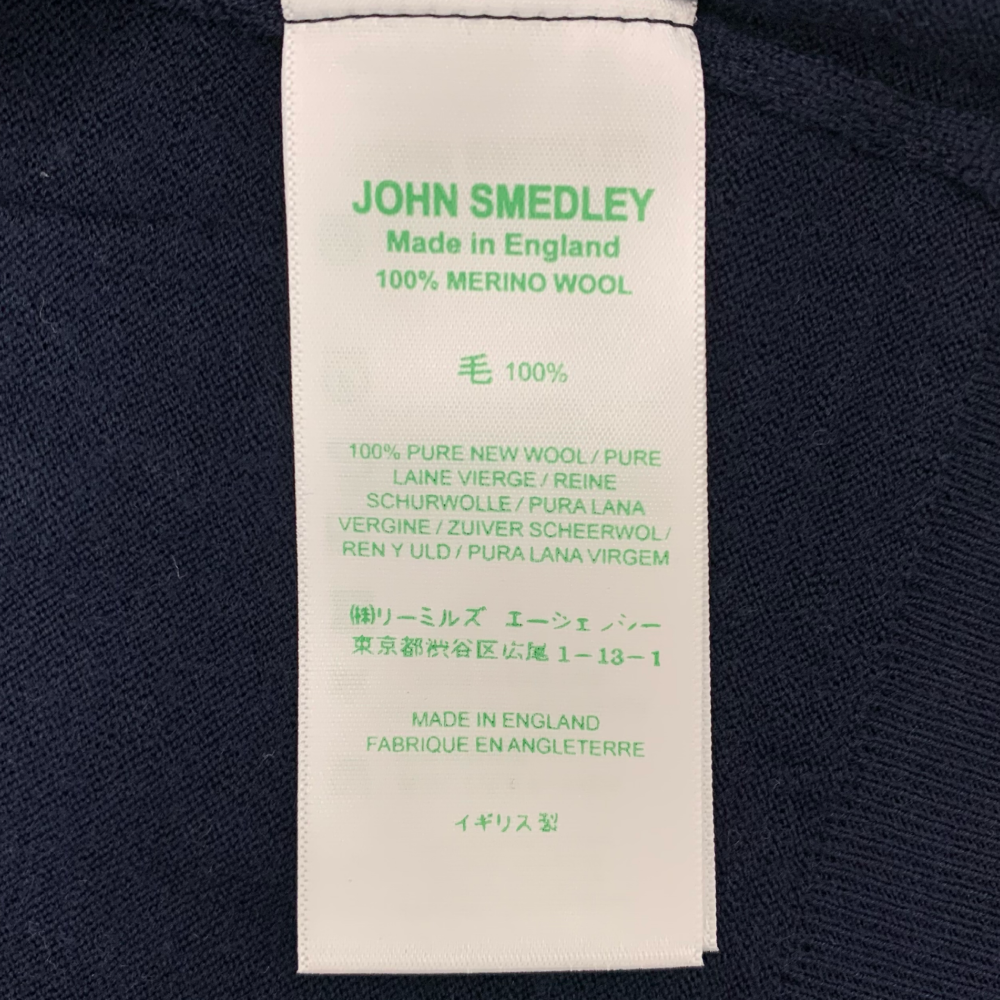 JOHN SMEDLEY
Made in England
100% MERINO WOOL
毛 100%
100% PURE NEW WOOL / PURE
LAINE VIERGE / REINE
SCHURWOLLE / PURA LANA
VERGINE / ZUIVER SCHEERWOL /
REN Y ULD / PURA LANA VIRGEM
㈱リーミルズ エージェンシー
東京都渋谷区広尾 1-13-1
MADE IN ENGLAND
FABRIQUE EN ANGLETERRE
イギリス製